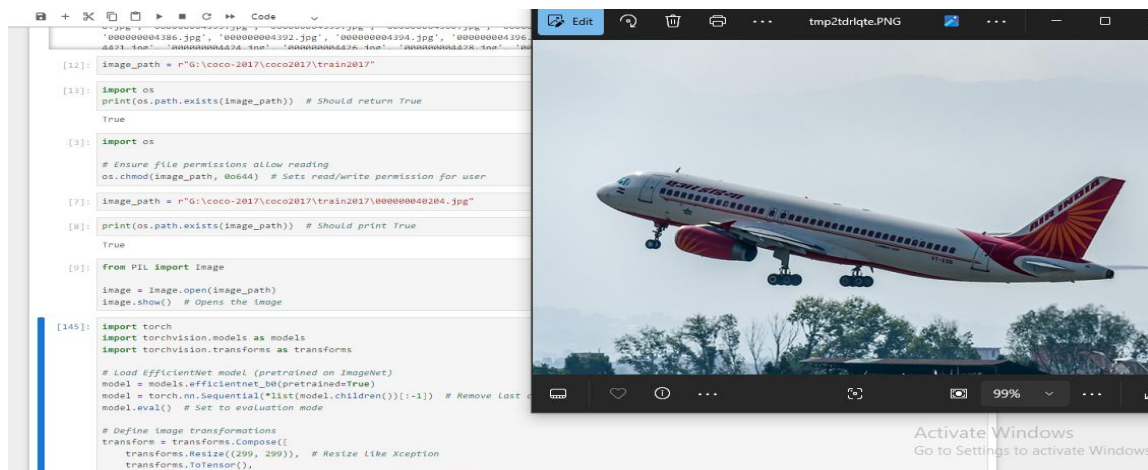 Code
'000000004386.jpg', '000000004392.jpg', '000000004394.jpg', '000000004396.
[12]: image_path = r"G:\coco-2017\coco2017\train2017"
[13]: import os
print(os.path.exists(image_path)) # Should return True
True
[3]: import os
# Ensure file permissions allow reading
os.chmod(image_path, 0o644) # Sets read/write permission for user
[7]: image_path = r"G:\coco-2017\coco2017\train2017\000000040204.jpg"
[8]: print(os.path.exists(image_path)) # Should print True
True
[9]: from PIL import Image
image = Image.open(image_path)
image.show() # Opens the image
[145]: import torch
import torchvision.models as models
import torchvision.transforms as transforms
# Load EfficientNet model (pretrained on ImageNet)
model = models.efficientnet_b0(pretrained=True)
model = torch.nn.Sequential(*list(model.children())[:-1]) # Remove last
model.eval() # Set to evaluation mode
# Define image transformations
transform = transforms.Compose([
transforms.Resize((299, 299)), # Resize like Xception
transforms.ToTensor(),
Edit
tmp2tdrlqte.PNG
AIR INDIA
99%
Activate Windows
Go to Settings to activate Window